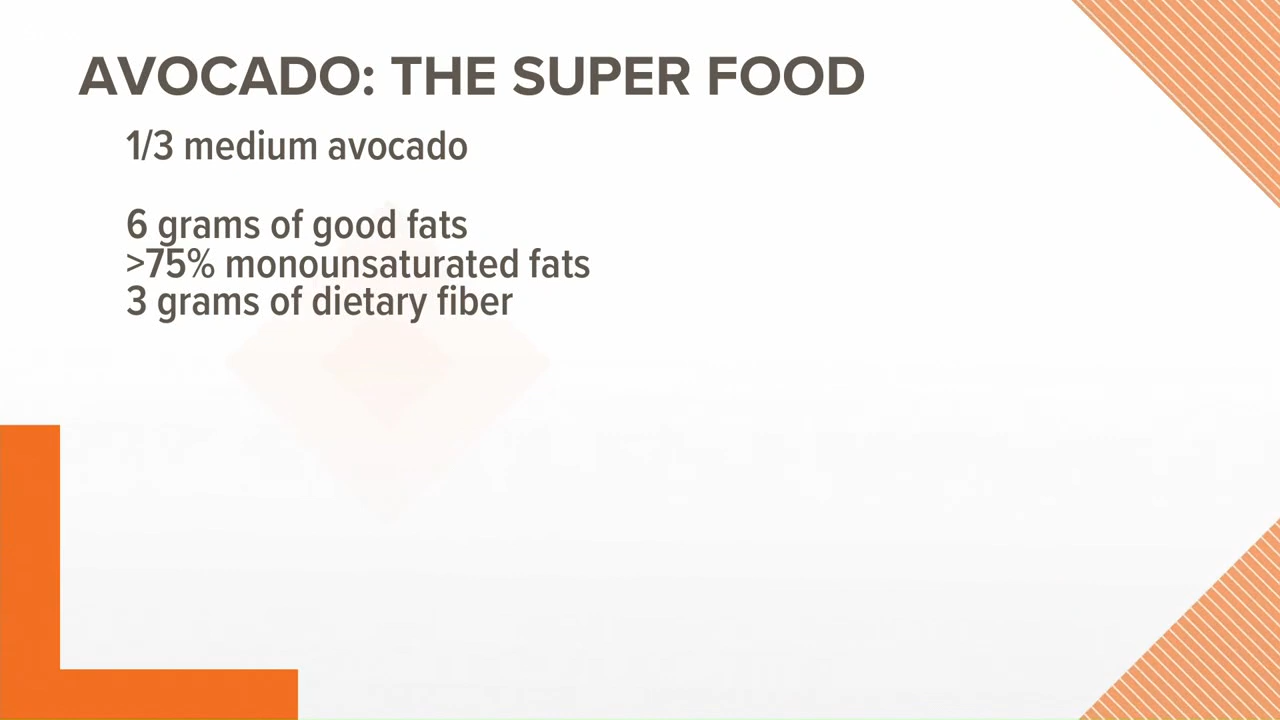 AVOCADO: THE SUPER FOOD
1/3 medium avocado
6 grams of good fats
>75% monounsaturated fats
3 grams of dietary fiber